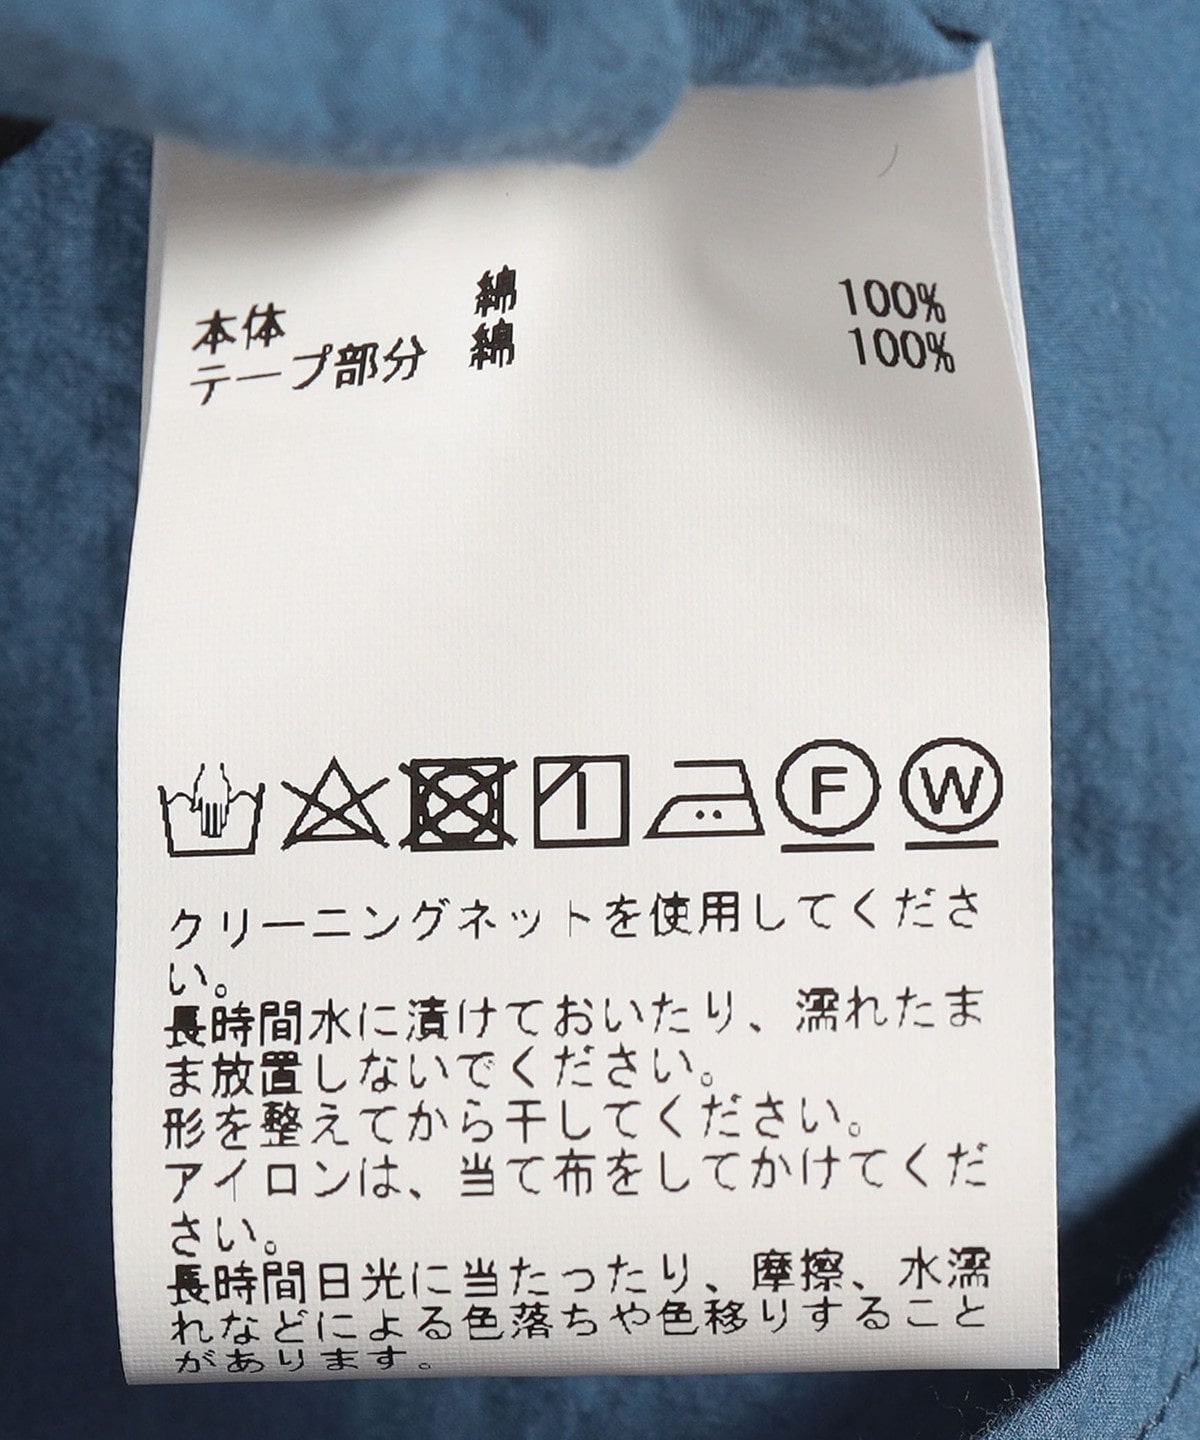 本体 綿 100%
テープ部分 綿 100%
F W
クリーニングネットを使用してくださ
い。
長時間水に漬けておいたり、濡れたま
ま放置しないでください。
形を整えてから干してください。
アイロンは、当て布をしてかけてくだ
さい。
長時間日光に当たったり、摩擦、水濡
れなどによる色落ちや色移りすること
があります。